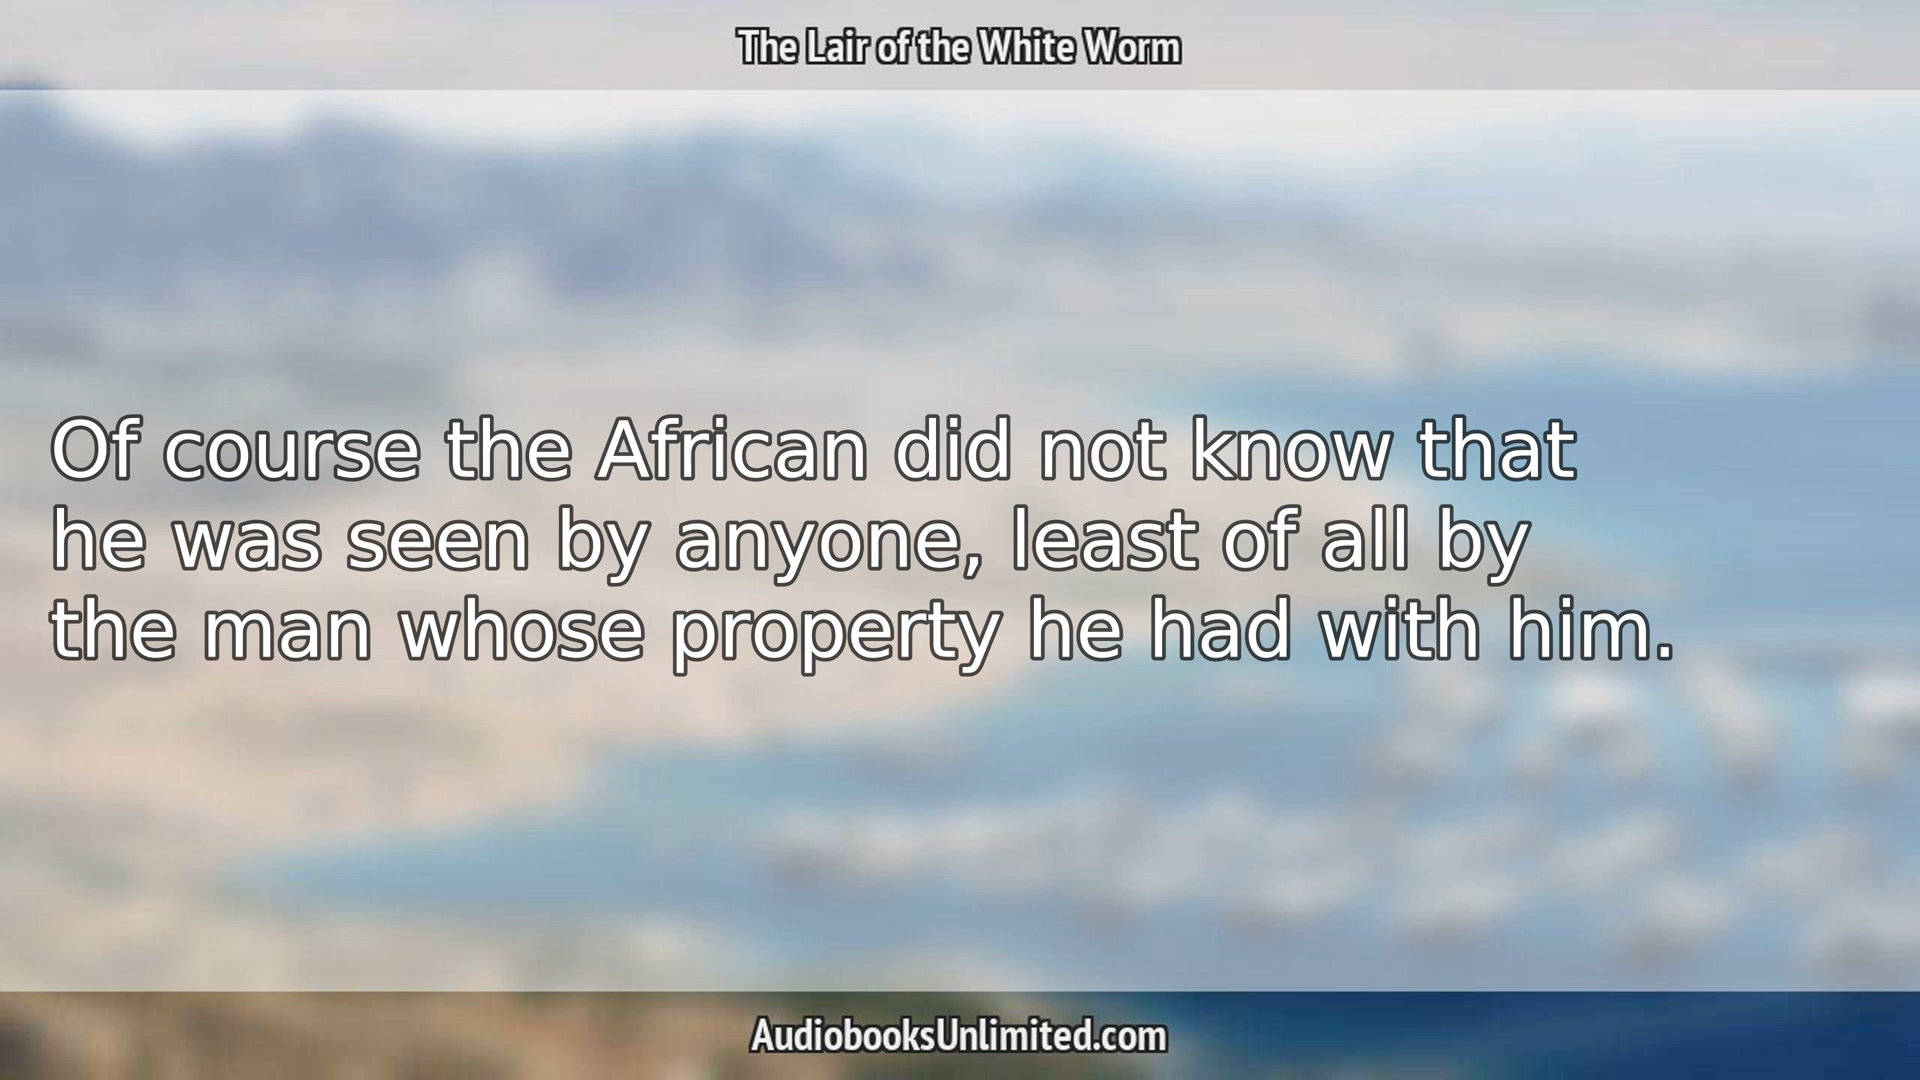 The Lair of the White Worm
Of course the African did not know that
he was seen by anyone, least of all by
the man whose property he had with him.
AudiobooksUnlimited.com